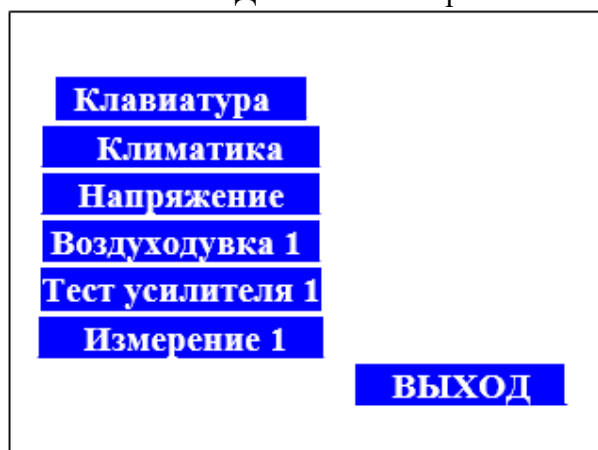 Клавиатура
Климатика
Напряжение
Воздуходувка 1
Тест усилителя 1
Измерение 1
ВЫХОД